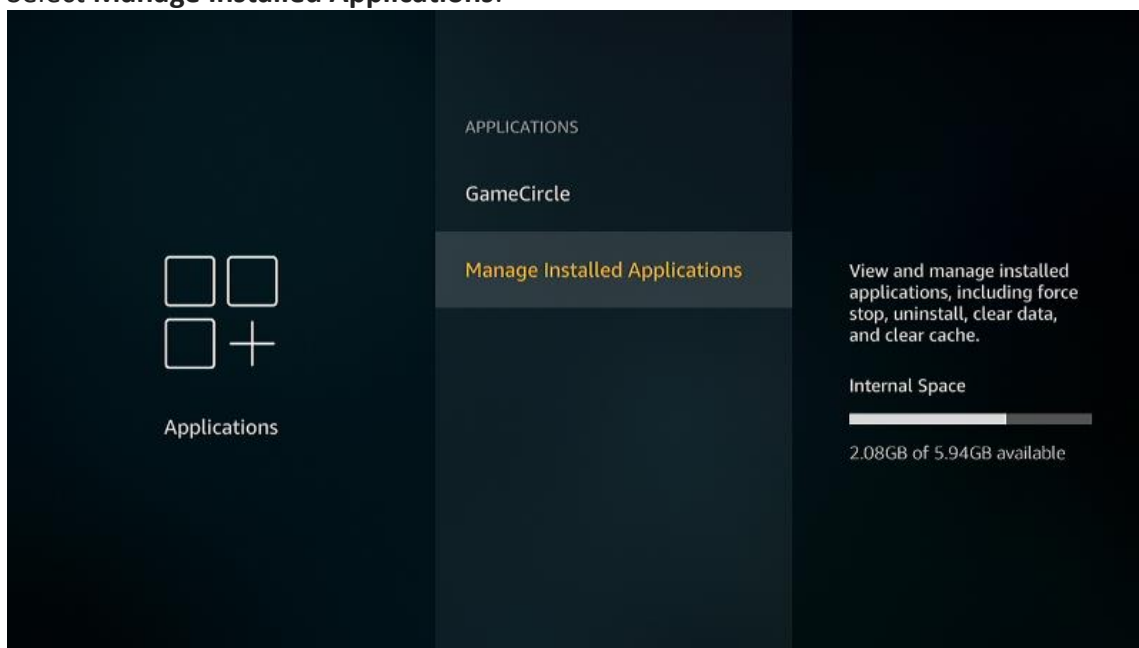 Select Manage Installed Applications.
APPLICATIONS
GameCircle
Manage Installed Applications
View and manage installed
applications, including force
stop, uninstall, clear data,
and clear cache.
Internal Space
2.08GB of 5.94GB available
Applications